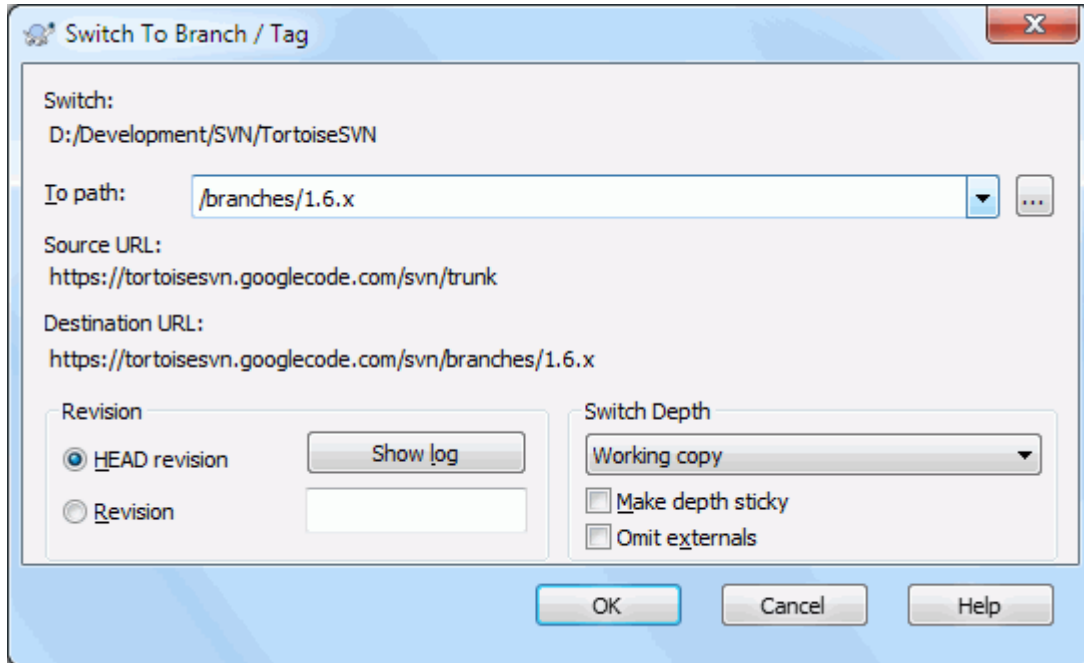 Switch To Branch / Tag
Switch:
D:/Development/SVN/TortoiseSVN
To path:
/branches/1.6.x
...
Source URL:
https://tortoisesvn.googlecode.com/svn/trunk
Destination URL:
https://tortoisesvn.googlecode.com/svn/branches/1.6.x
Revision
HEAD revision
Show log
Revision
Switch Depth
Working copy
Make depth sticky
Omit externals
OK
Cancel
Help